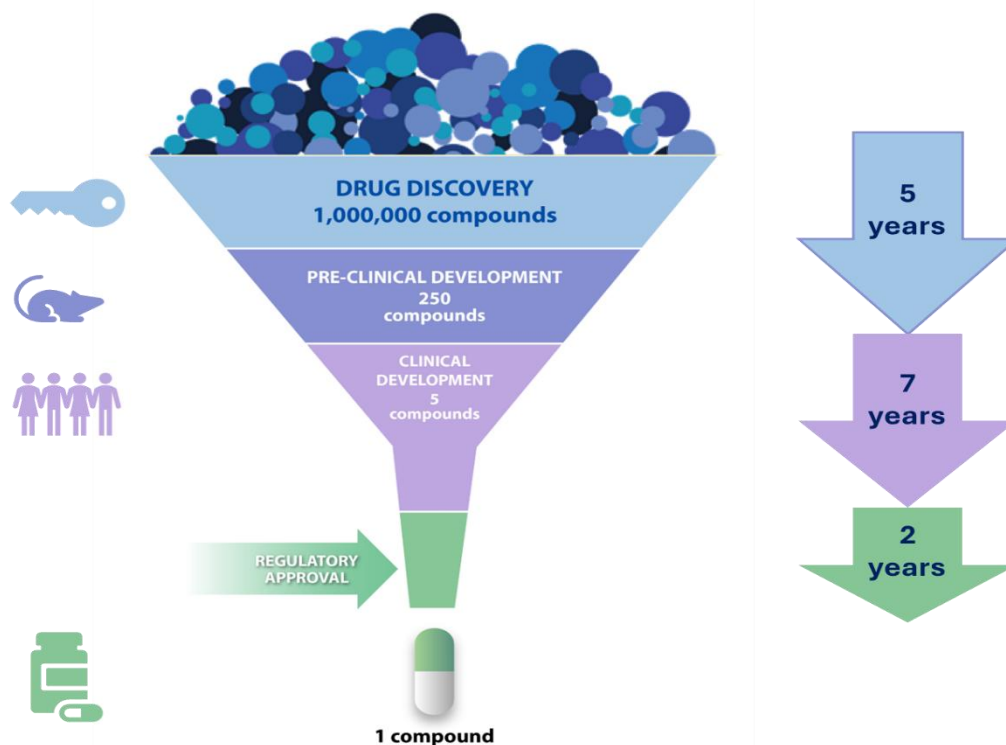 DRUG DISCOVERY
1,000,000 compounds
PRE-CLINICAL DEVELOPMENT
250
compounds
CLINICAL
DEVELOPMENT
5
compounds
REGULATORY
APPROVAL
1 compound
5
years
7
years
2
years